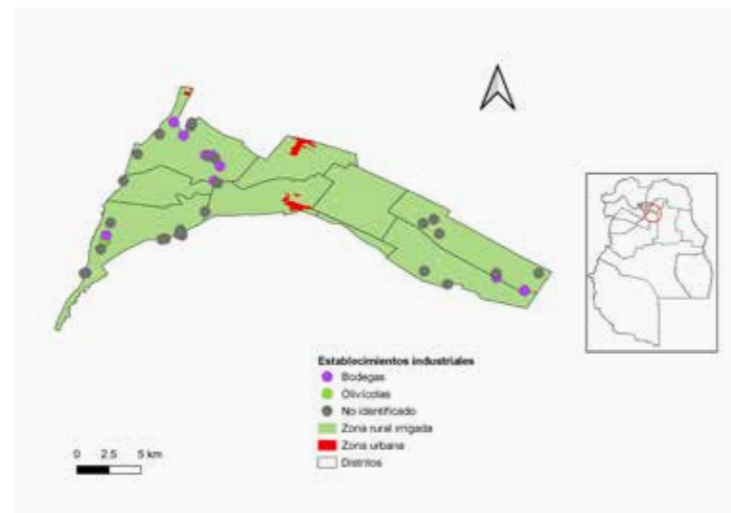 Establecimientos industriales
Bodegas
Olivícolas
No identificado
Zona rural irrigada
Zona urbana
Distritos
0 2.5 5 km